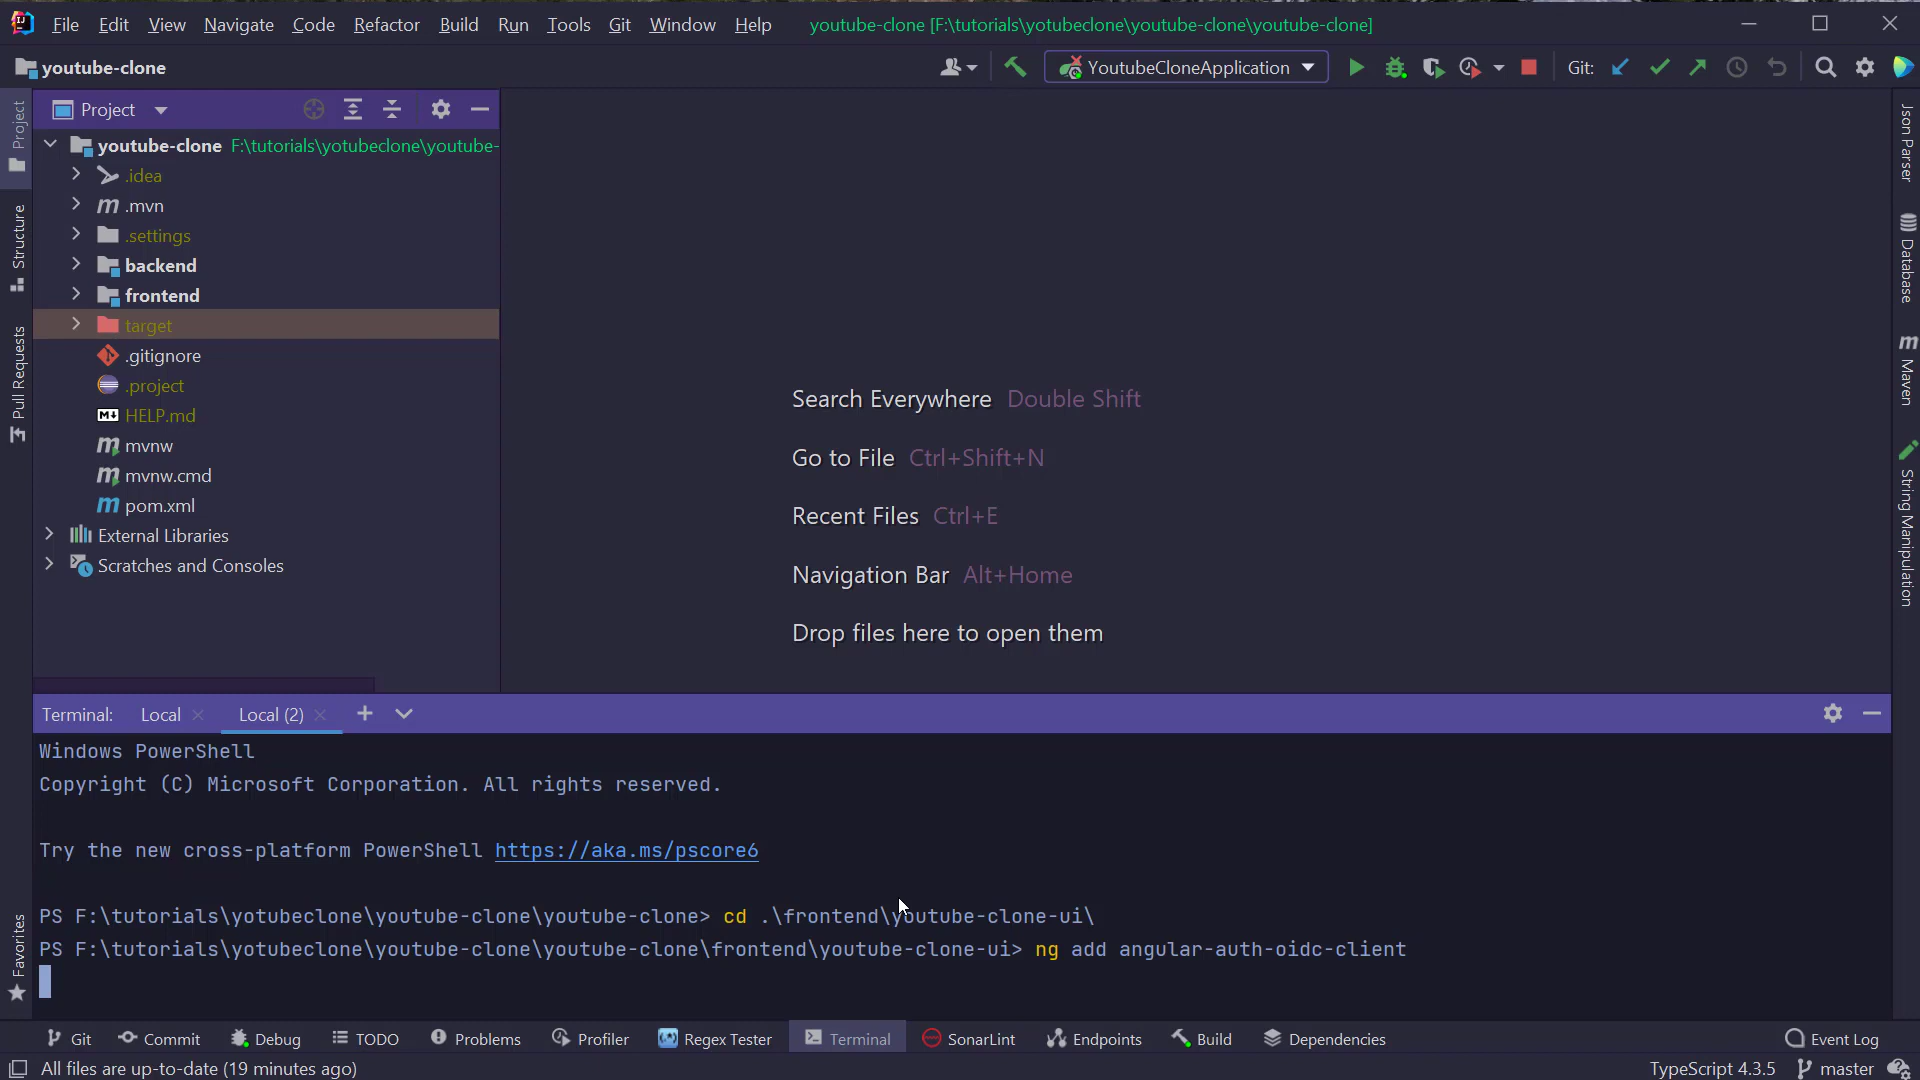 File Edit View Navigate Code Refactor Build Run Tools Git Window Help youtube-clone [F:\tutorials\yotubeclone\youtube-clone\youtube-clone]
youtube-clone YoutubeCloneApplication Git:
Project
Project
Structure
Pull Requests
Favorites
youtube-clone F:\tutorials\yotubeclone\youtube-
.idea
.mvn
.settings
backend
frontend
target
.gitignore
.project
HELP.md
mvnw
mvnw.cmd
pom.xml
External Libraries
Scratches and Consoles
Search Everywhere Double Shift
Go to File Ctrl+Shift+N
Recent Files Ctrl+E
Navigation Bar Alt+Home
Drop files here to open them
Json Parser
Database
Maven
String Manipulation
Terminal: Local Local (2)
Windows PowerShell
Copyright (C) Microsoft Corporation. All rights reserved.
Try the new cross-platform PowerShell https://aka.ms/pscore6
PS F:\tutorials\yotubeclone\youtube-clone\youtube-clone> cd .\frontend\youtube-clone-ui\
PS F:\tutorials\yotubeclone\youtube-clone\youtube-clone\frontend\youtube-clone-ui> ng add angular-auth-oidc-client
Git Commit Debug TODO Problems Profiler Regex Tester Terminal SonarLint Endpoints Build Dependencies Event Log
All files are up-to-date (19 minutes ago) TypeScript 4.3.5 master